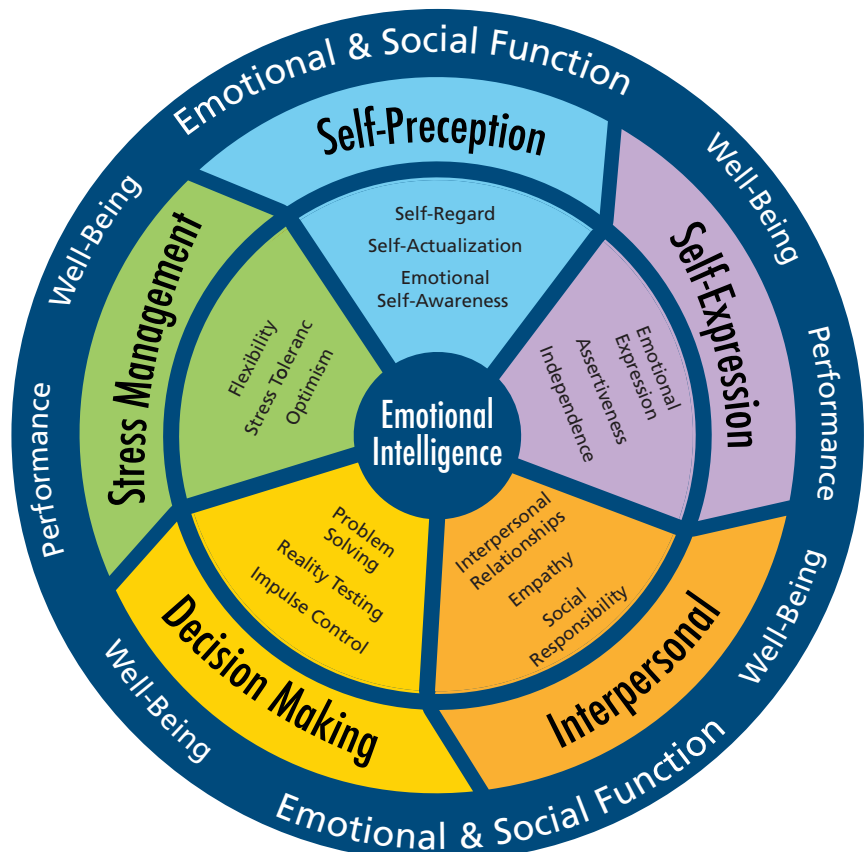 Emotional & Social Function
Well-Being
Performance
Well-Being
Emotional & Social Function
Well-Being
Performance
Well-Being
Self-Preception
Self-Regard
Self-Actualization
Emotional
Self-Awareness
Self-Expression
Emotional
Expression
Assertiveness
Independence
Interpersonal
Interpersonal
Relationships
Empathy
Social
Responsibility
Decision Making
Problem
Solving
Reality Testing
Impulse Control
Stress Management
Flexibility
Stress Toleranc
Optimism
Emotional
Intelligence